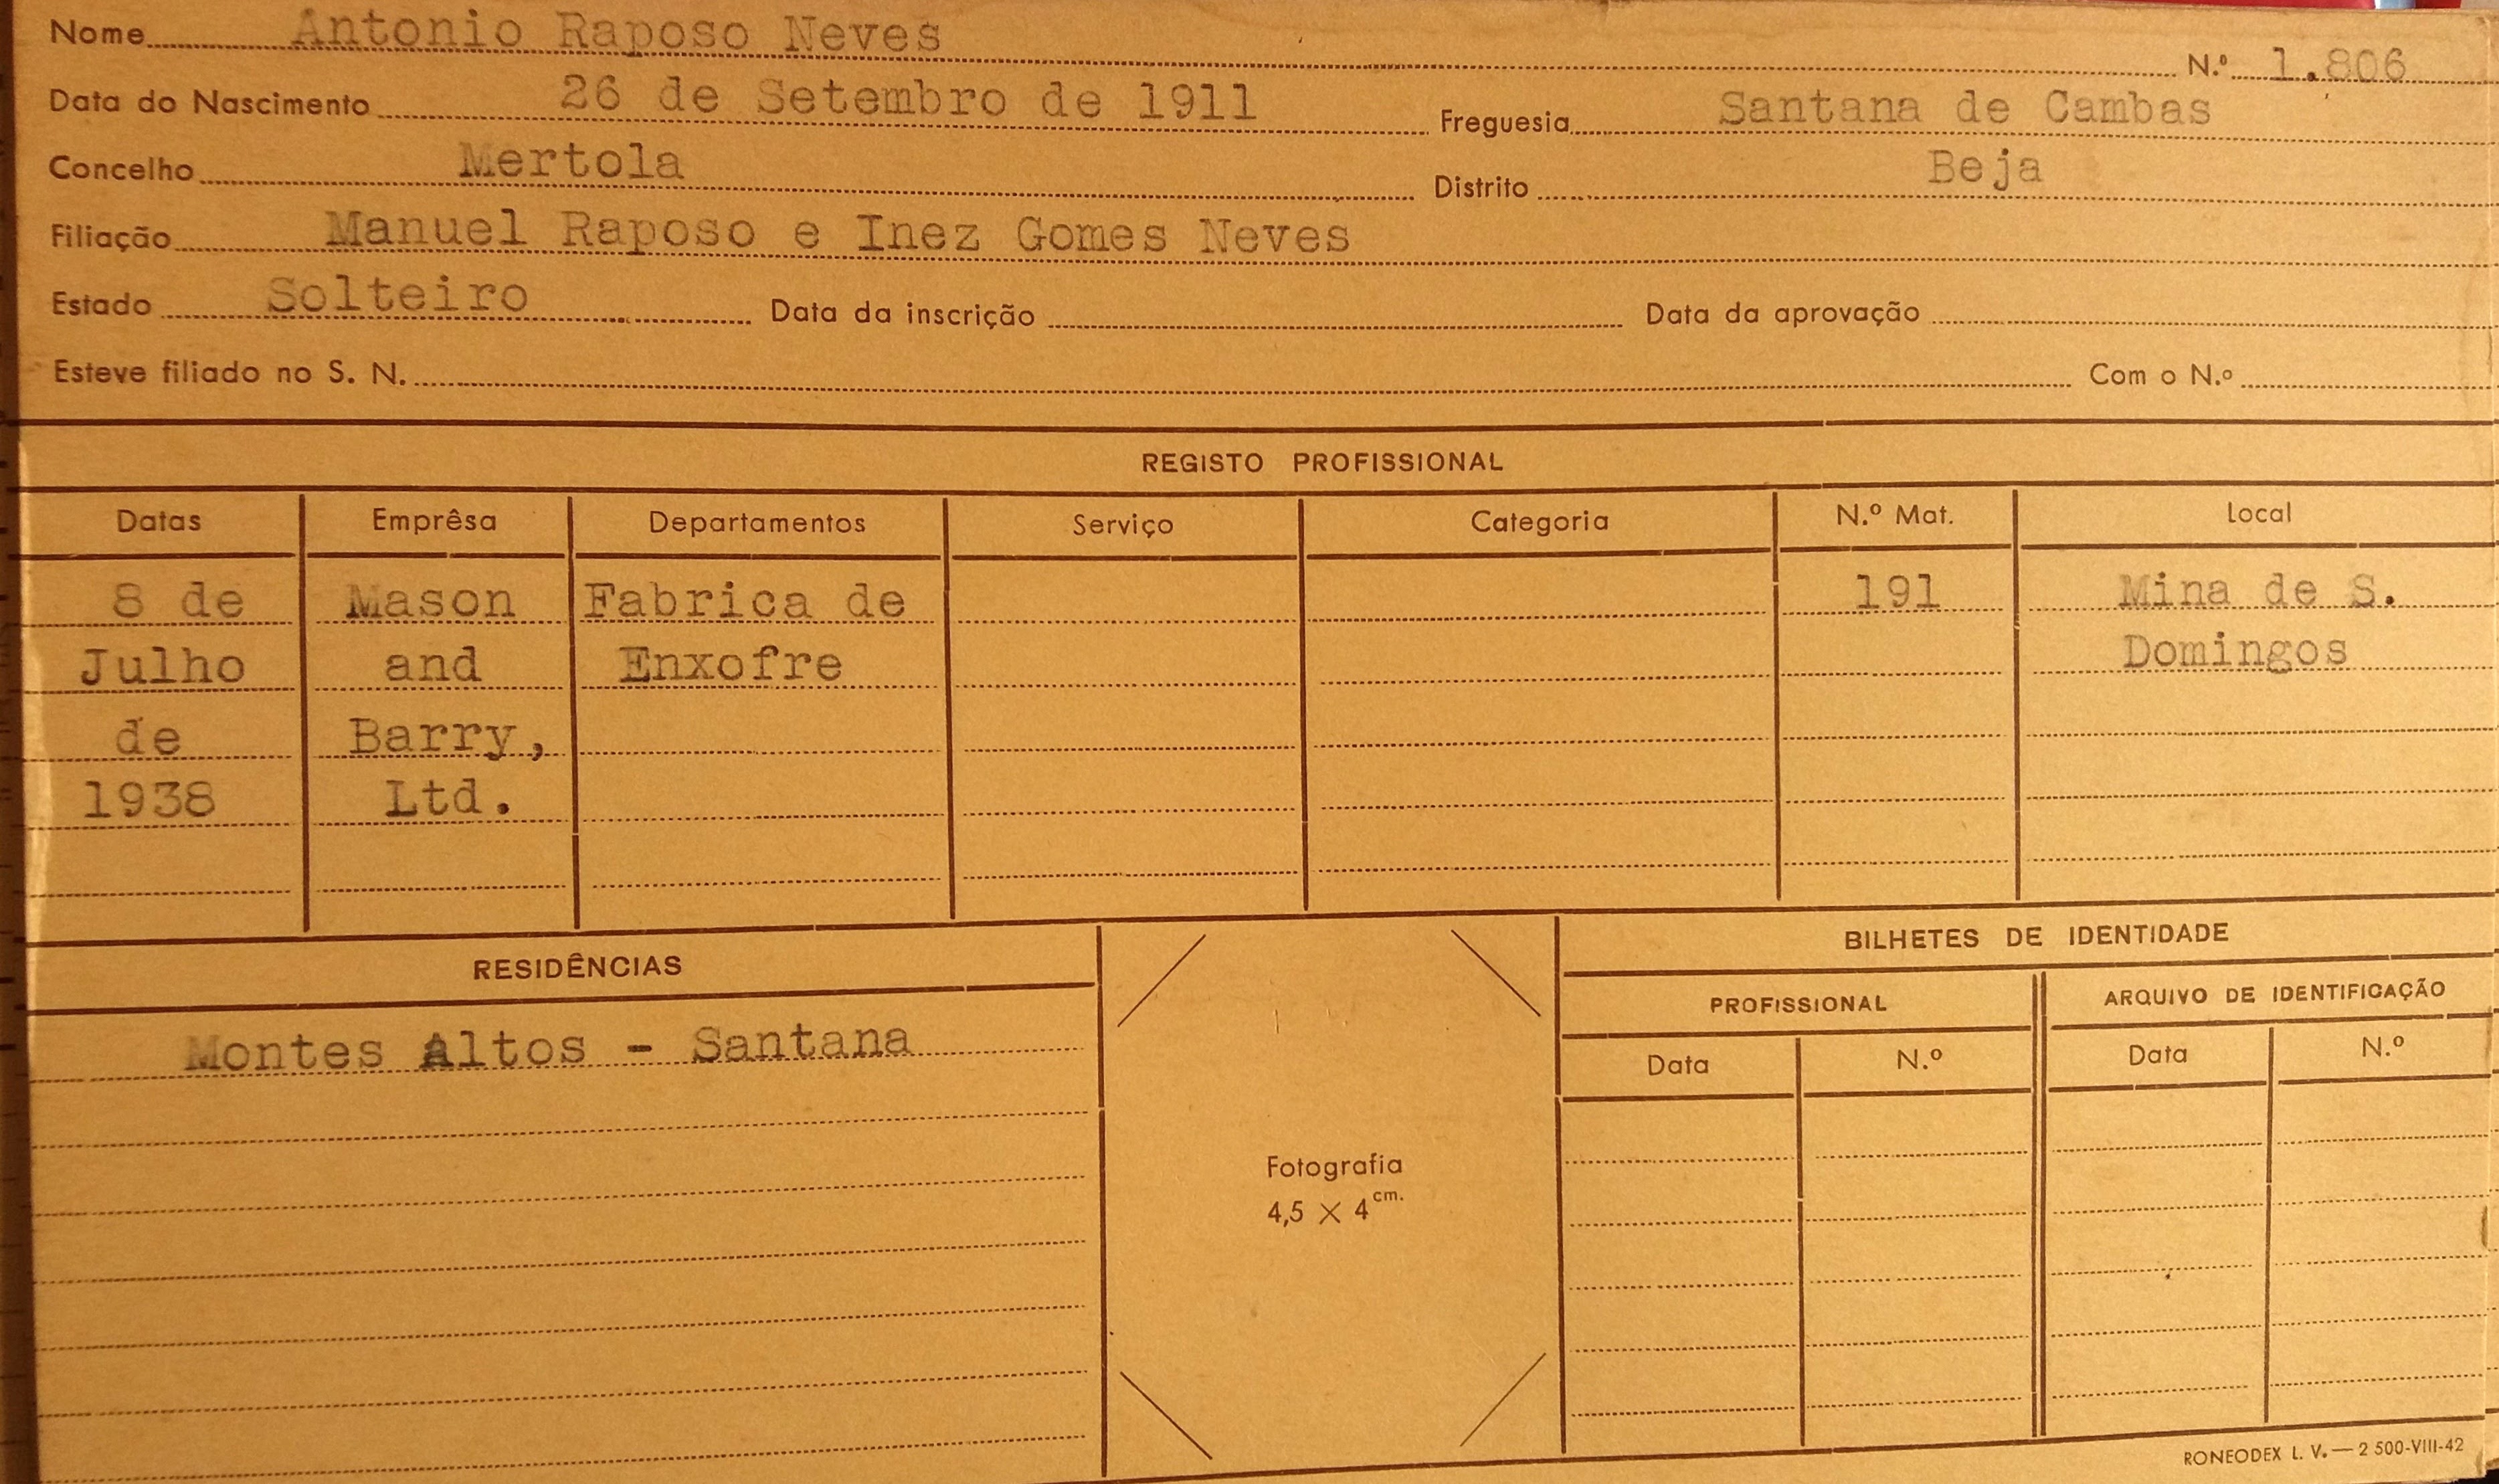 Nome Antonio Raposo Neves N.º 1.806
Data do Nascimento 26 de Setembro de 1911 Freguesia Santana de Cambas
Concelho Mertola Distrito Beja
Filiação Manuel Raposo e Inez Gomes Neves
Estado Solteiro Data da inscrição Data da aprovação
Esteve filiado no S. N. Com o N.º
REGISTO PROFISSIONAL
Datas Emprêsa Departamentos Serviço Categoria N.º Mat. Local
8 de Mason Fabrica de 191 Mina de S.
Julho and Enxofre Domingos
de Barry,
1938 Ltd.
RESIDÊNCIAS
Montes Altos - Santana
Fotografia
4,5 × 4 cm.
BILHETES DE IDENTIDADE
PROFISSIONAL ARQUIVO DE IDENTIFICAÇÃO
Data N.º Data N.º
RONEODEX L. V. — 2 500-VIII-42